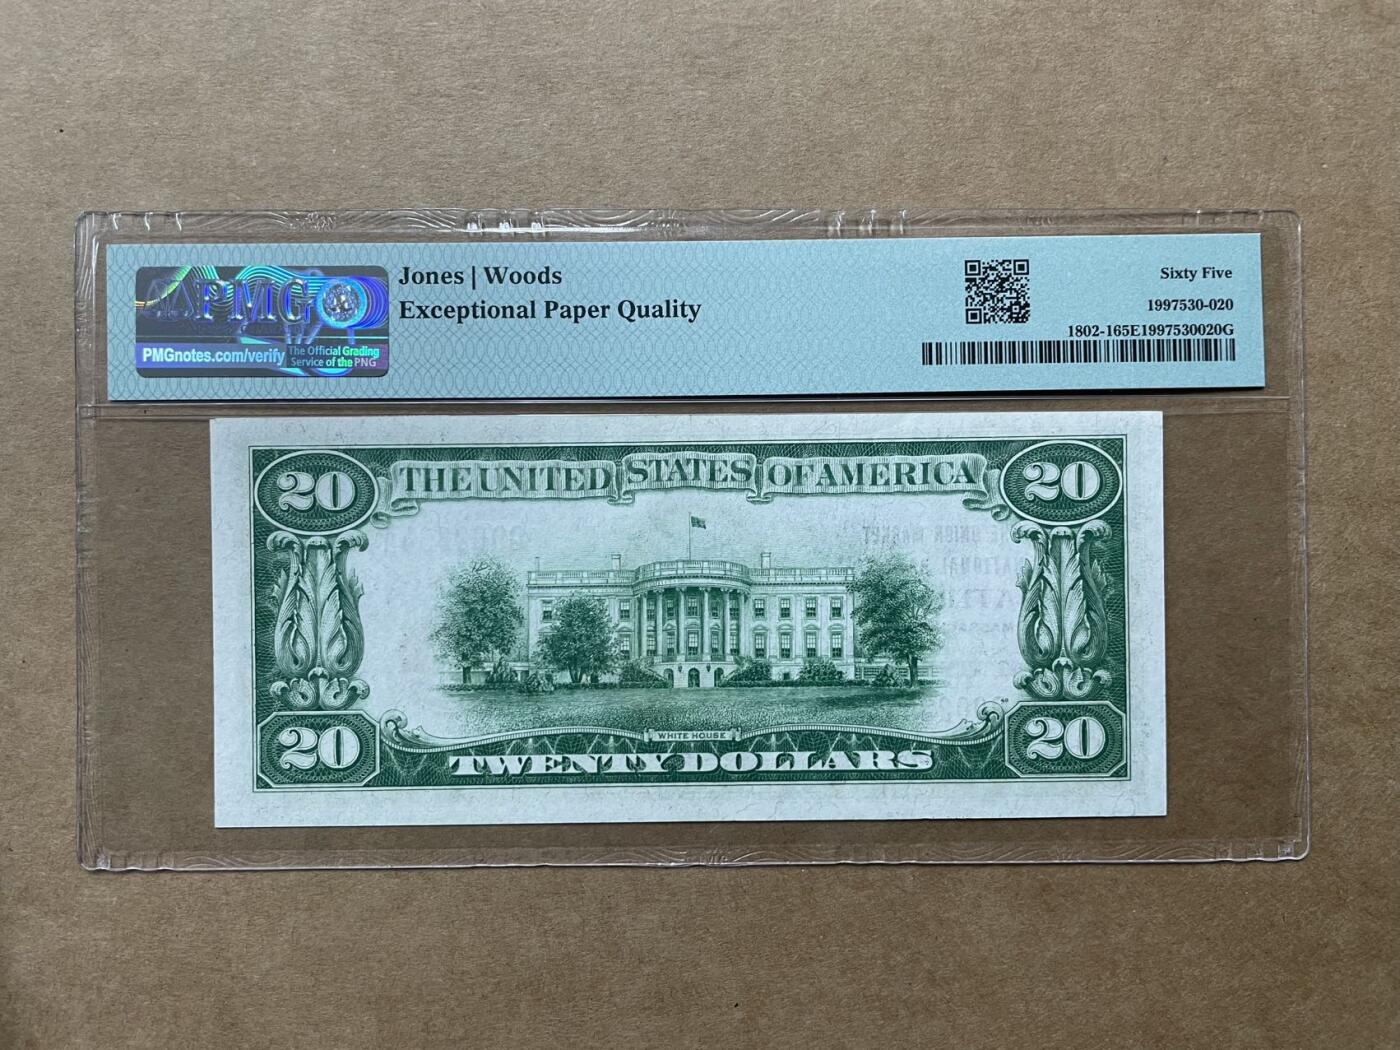 PMG
PMGnotes.com/verify
The Official Grading
Service of the PNG
Jones | Woods
Exceptional Paper Quality
Sixty Five
1997530-020
1802-165E1997530020G
20
THE UNITED STATES OF AMERICA
20
WHITE HOUSE
20
TWENTY DOLLARS
20